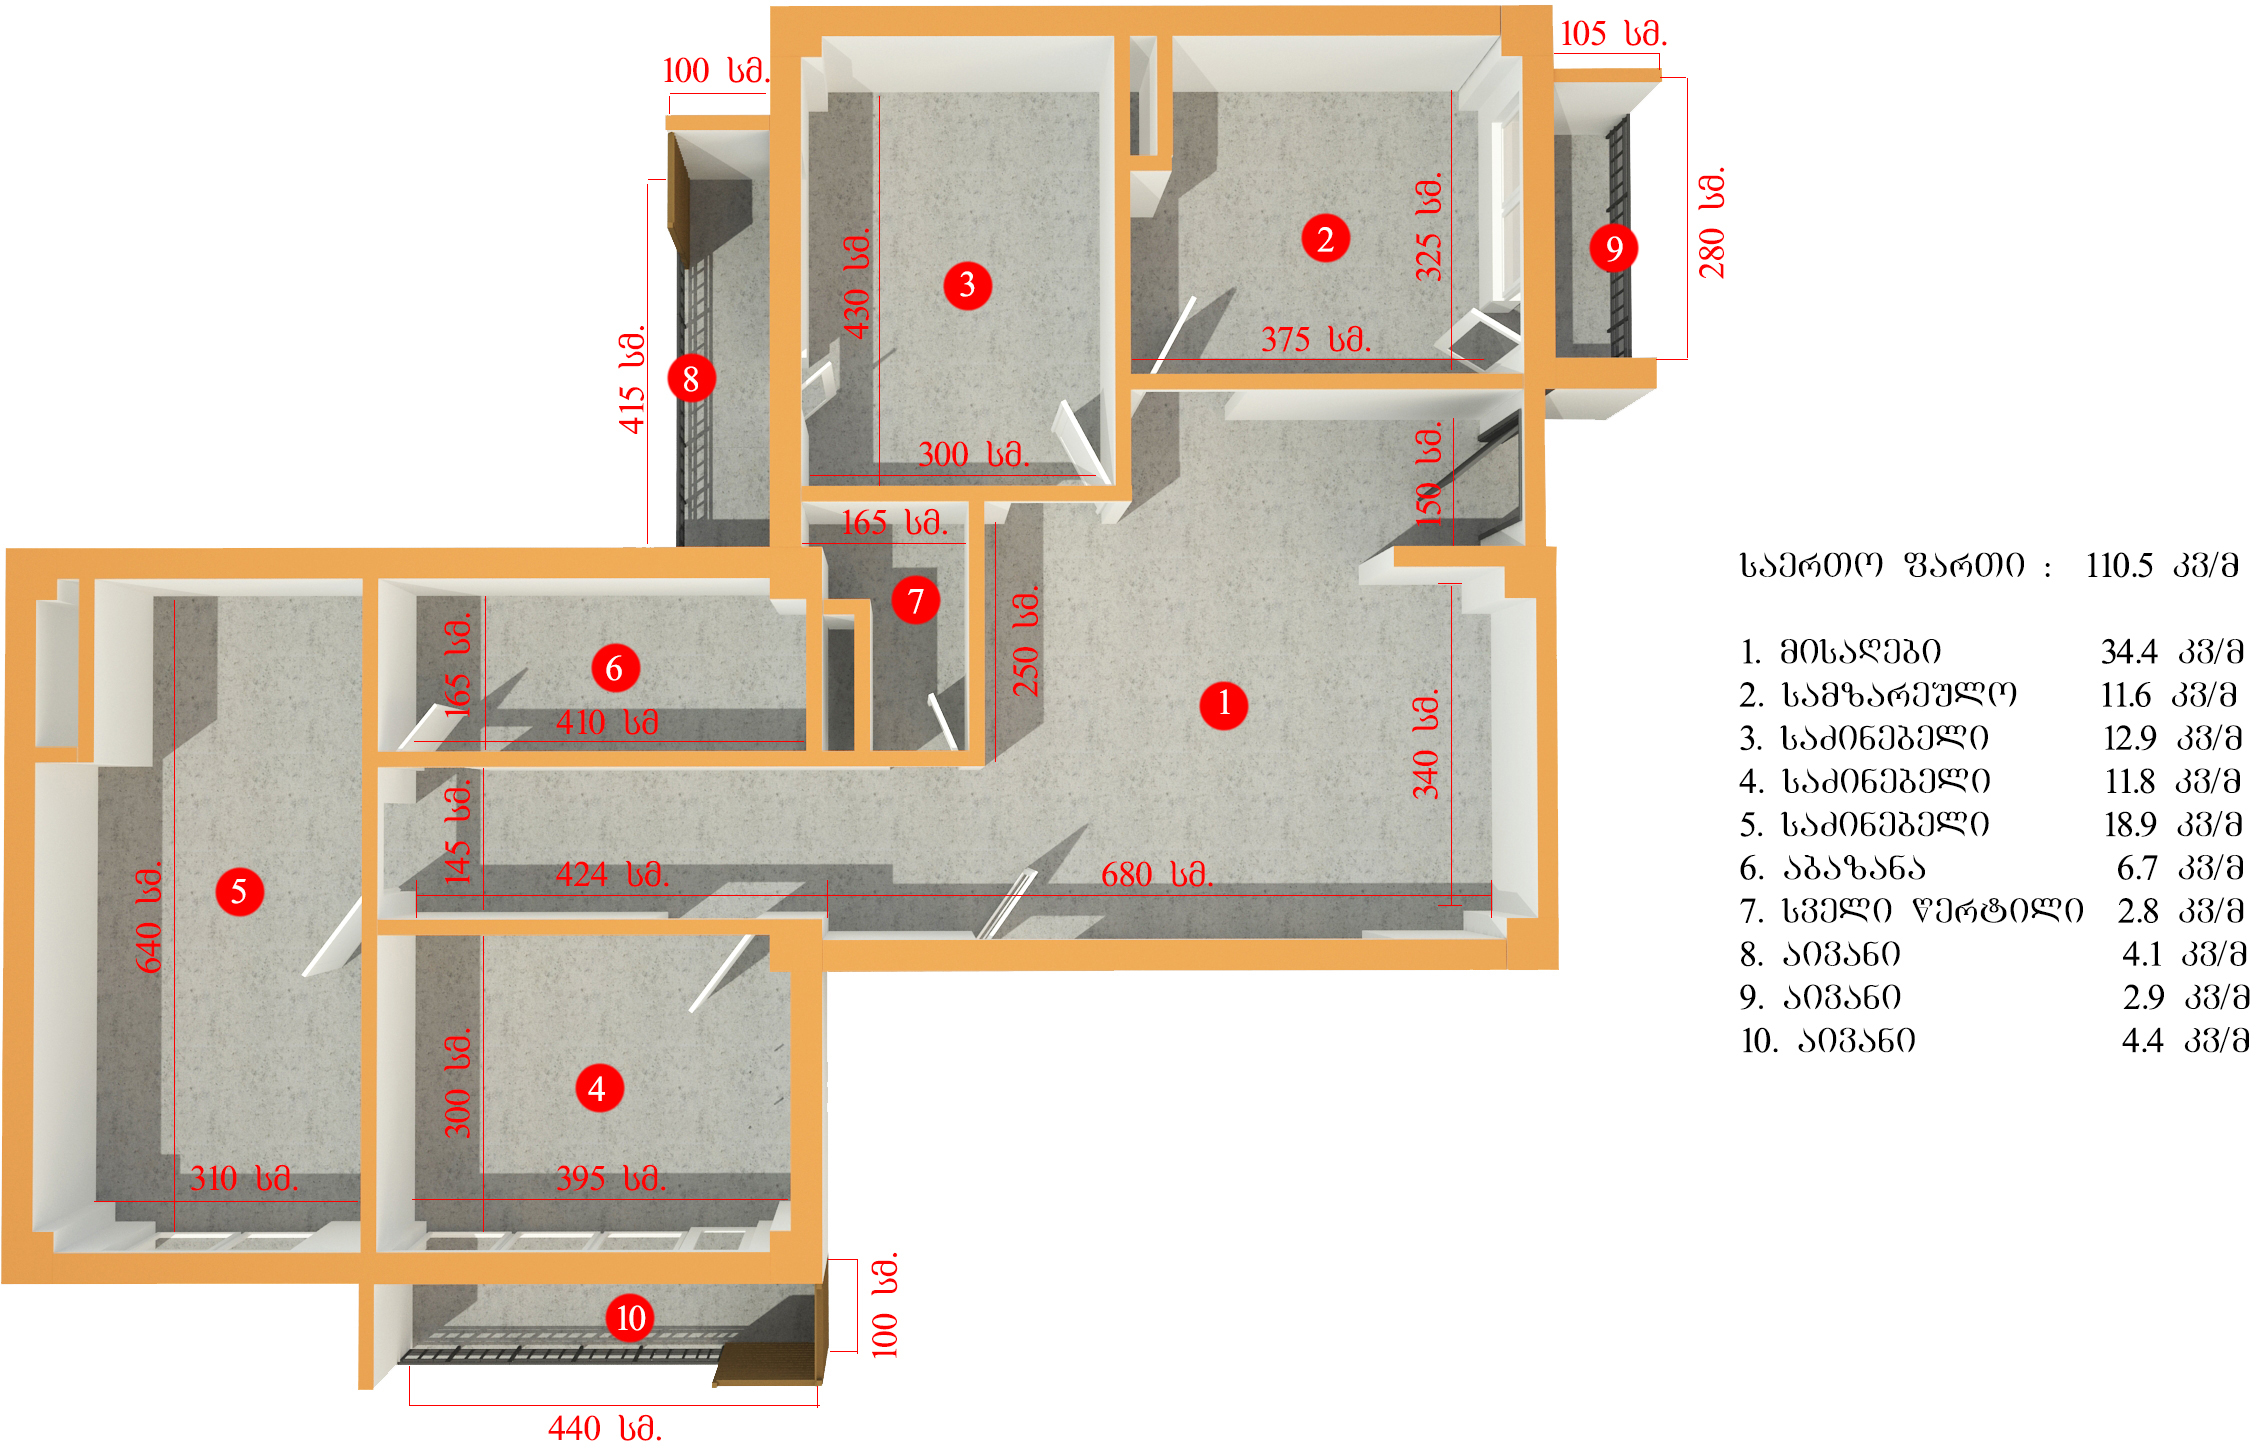 105 სმ.
100 სმ.
280 სმ.
325 სმ.
2
9
430 სმ.
3
375 სმ.
415 სმ.
8
300 სმ.
150 სმ.
165 სმ.
7
250 სმ.
165 სმ.
6
410 სმ
1
340 სმ.
145 სმ.
424 სმ.
680 სმ.
5
640 სმ.
4
300 სმ.
310 სმ.
395 სმ.
10
100 სმ.
440 სმ.
საერთო ფართი : 110.5 კვ/მ
1. მისაღები 34.4 კვ/მ
2. სამზარეულო 11.6 კვ/მ
3. საძინებელი 12.9 კვ/მ
4. საძინებელი 11.8 კვ/მ
5. საძინებელი 18.9 კვ/მ
6. აბაზანა 6.7 კვ/მ
7. სველი წერტილი 2.8 კვ/მ
8. აივანი 4.1 კვ/მ
9. აივანი 2.9 კვ/მ
10. აივანი 4.4 კვ/მ